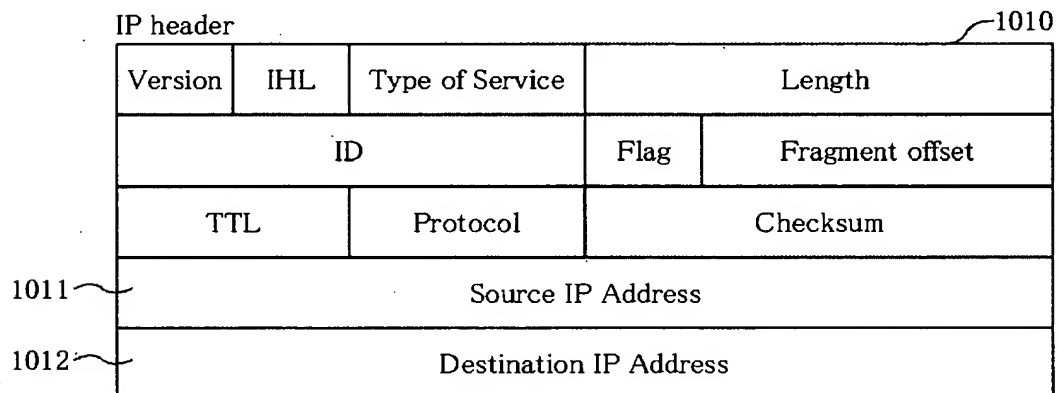 IP header
1010
Version IHL Type of Service Length
ID Flag Fragment offset
TTL Protocol Checksum
1011 Source IP Address
1012 Destination IP Address